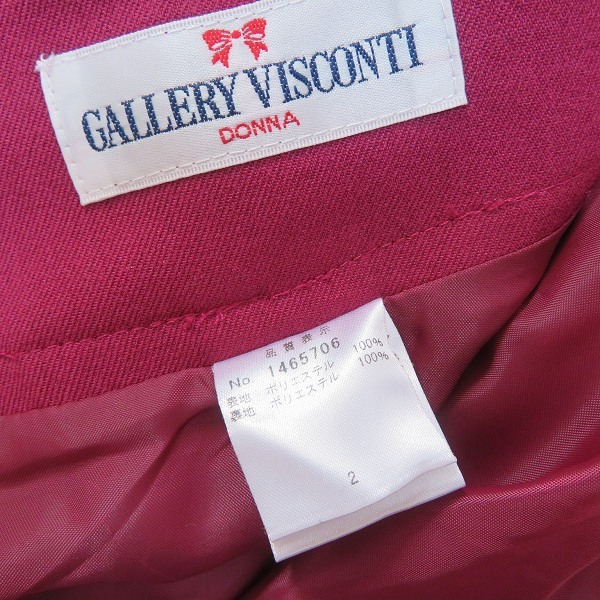 GALLERY VISCONTI
DONNA
品質表示
No. 1465706
表地 ポリエステル 100%
裏地 ポリエステル 100%
2